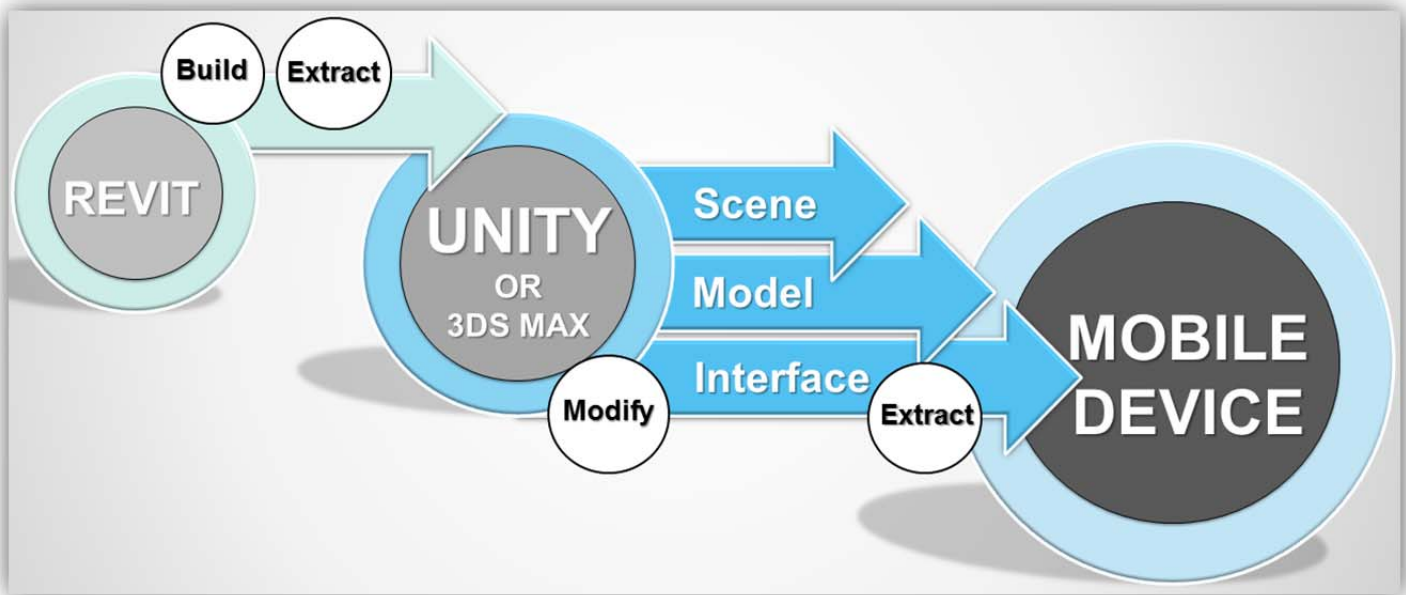 Build
Extract
REVIT
UNITY
OR
3DS MAX
Modify
Scene
Model
Interface
Extract
MOBILE
DEVICE